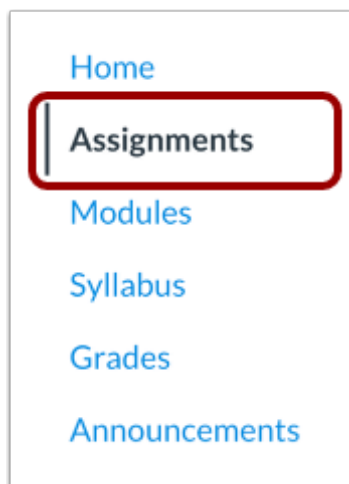 Home
Assignments
Modules
Syllabus
Grades
Announcements